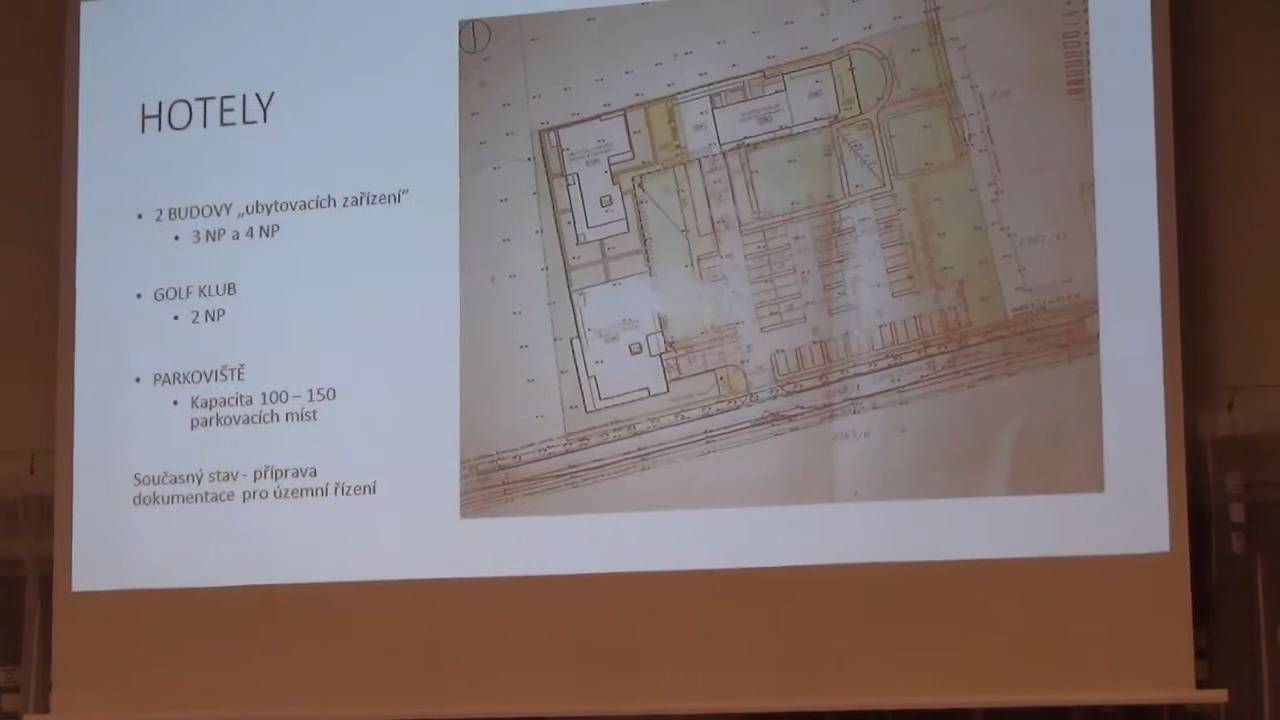 HOTELY
• 2 BUDOVY „ubytovacích zařízení“
• 3 NP a 4 NP
• GOLF KLUB
• 2 NP
• PARKOVIŠTĚ
• Kapacita 100 – 150
parkovacích míst
Současný stav - příprava
dokumentace pro územní řízení